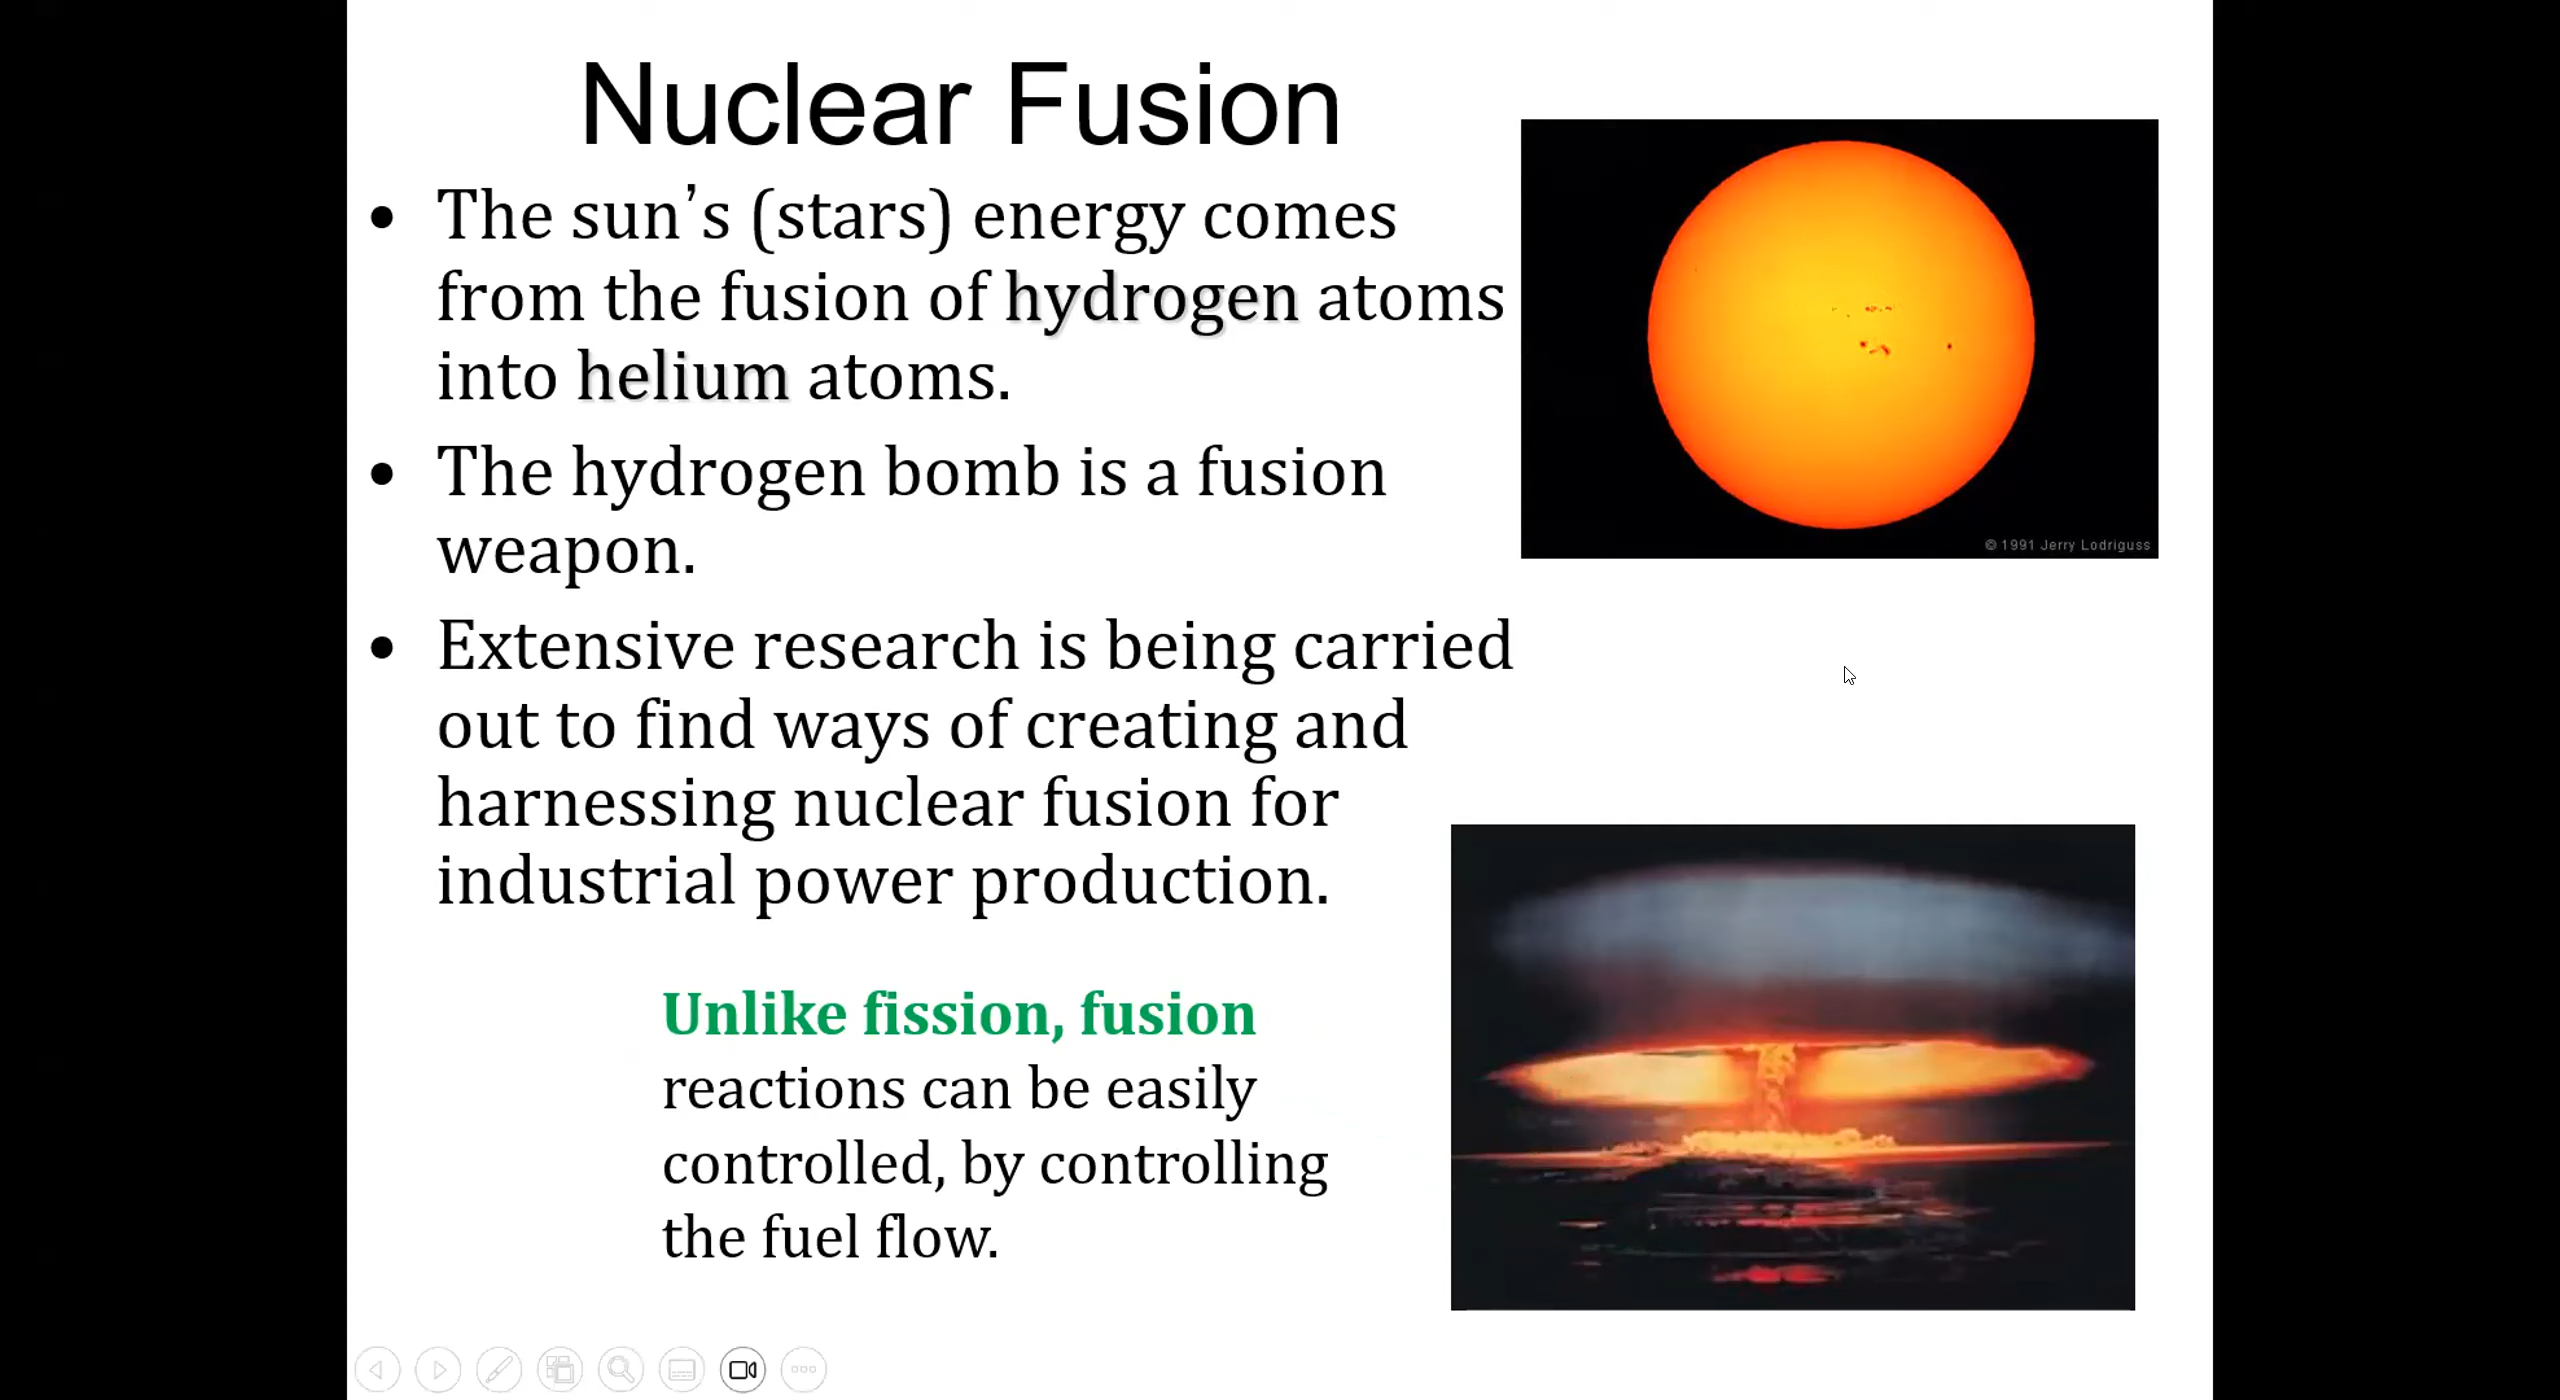 Nuclear Fusion
• The sun’s (stars) energy comes
from the fusion of hydrogen atoms
into helium atoms.
• The hydrogen bomb is a fusion
weapon.
• Extensive research is being carried
out to find ways of creating and
harnessing nuclear fusion for
industrial power production.
Unlike fission, fusion
reactions can be easily
controlled, by controlling
the fuel flow.
© 1991 Jerry Lodriguss